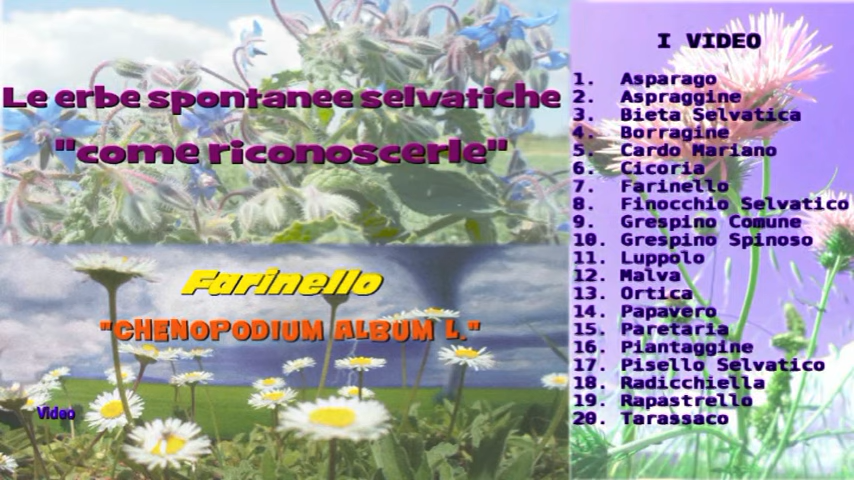 Le erbe spontanee selvatiche
"come riconoscerle"
Farinello
"CHENOPODIUM ALBUM L."
Video
I VIDEO
1. Asparago
2. Aspraggine
3. Bieta Selvatica
4. Borragine
5. Cardo Mariano
6. Cicoria
7. Farinello
8. Finocchio Selvatico
9. Grespino Comune
10. Grespino Spinoso
11. Luppolo
12. Malva
13. Ortica
14. Papavero
15. Paretaria
16. Piantaggine
17. Pisello Selvatico
18. Radicchiella
19. Rapastrello
20. Tarassaco